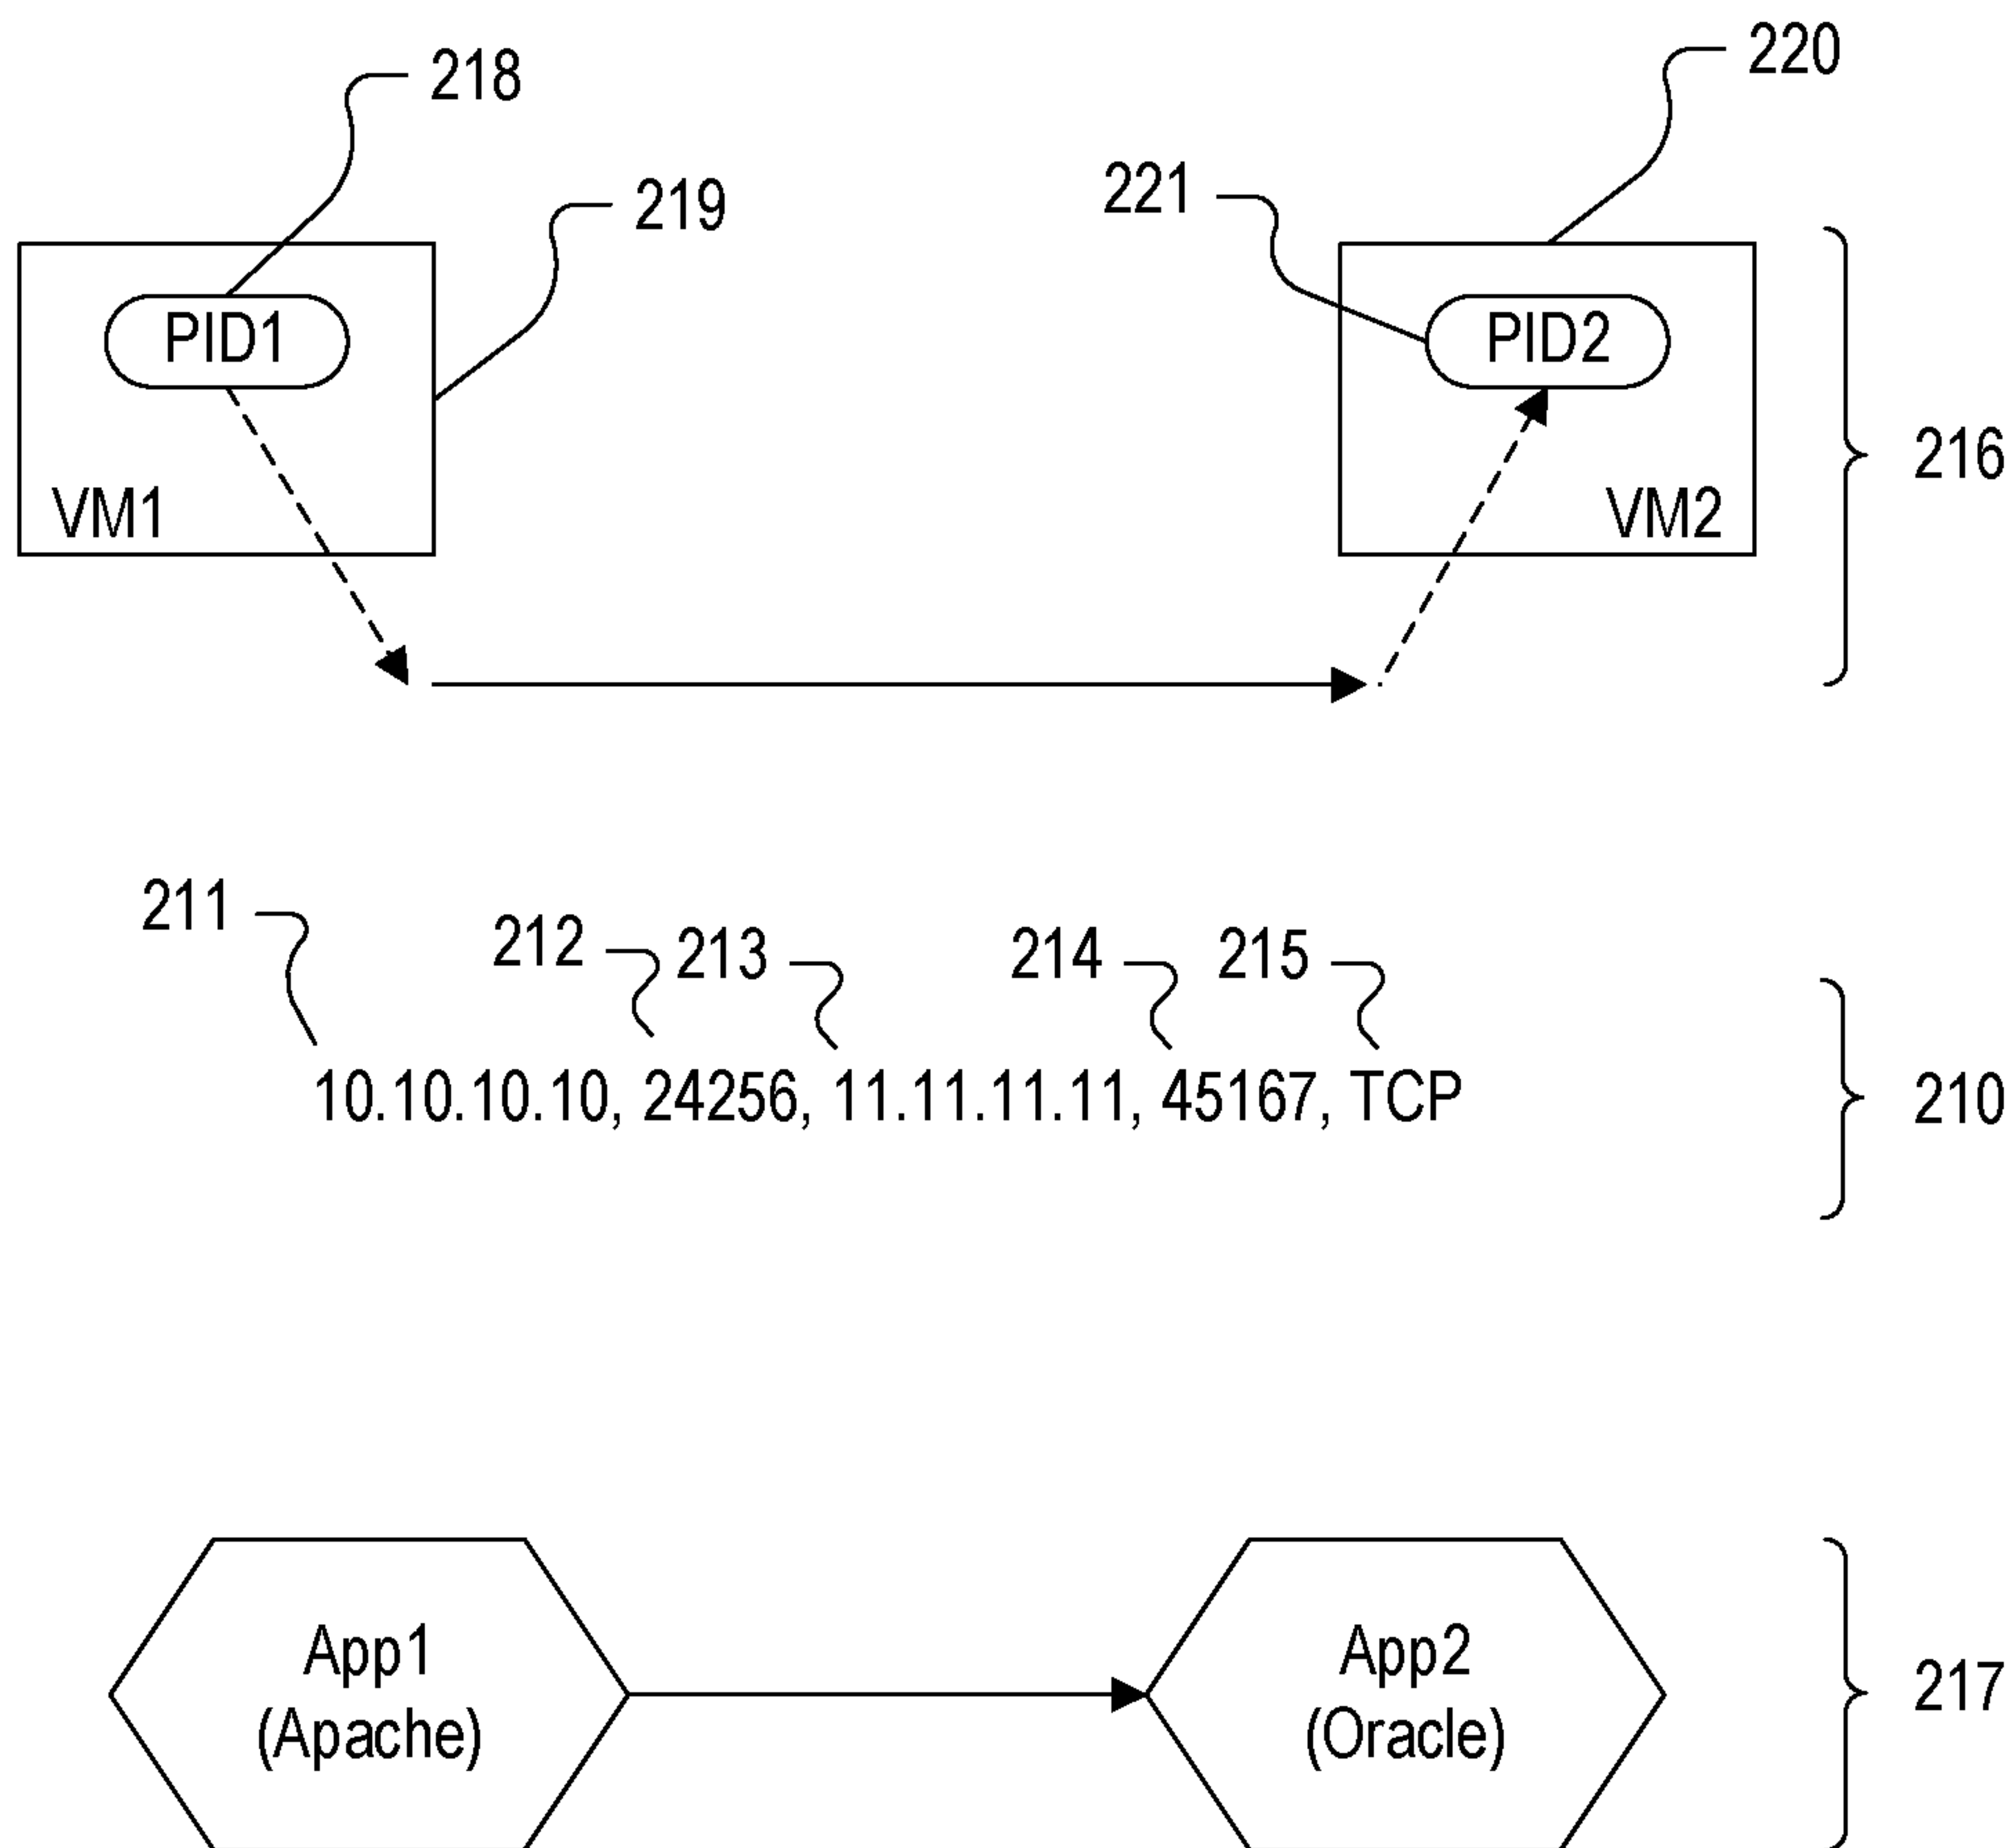 220
218
221
219
PID1
PID2
216
VM1
VM2
211
212
213
214
215
10.10.10.10, 24256, 11.11.11.11, 45167, TCP
210
App1
(Apache)
App2
(Oracle)
217